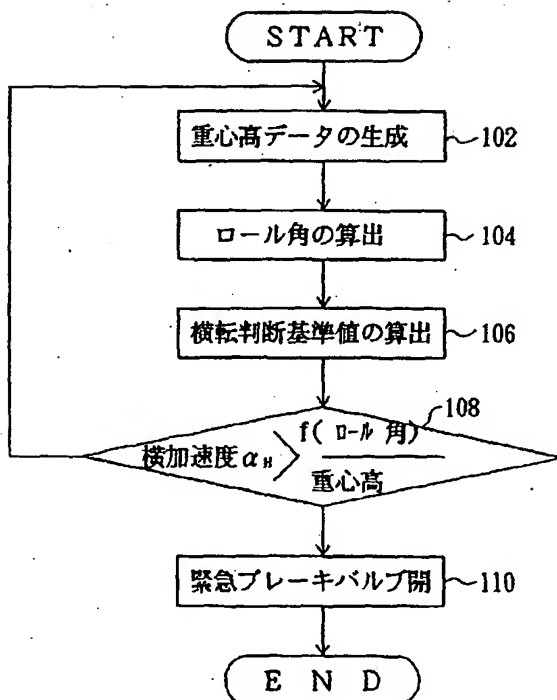 START
重心高データの生成 102
ロール角の算出 104
横転判断基準値の算出 106
108
横加速度 αH > f( ロール 角) / 重心高
緊急ブレーキバルブ開 110
E N D